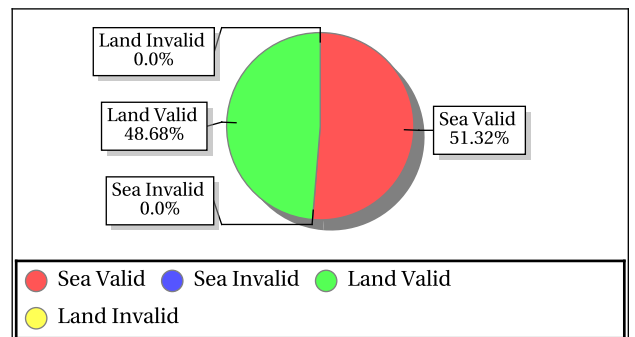 Land Invalid
0.0%
Land Valid
48.68%
Sea Valid
51.32%
Sea Invalid
0.0%
Sea Valid Sea Invalid Land Valid
Land Invalid